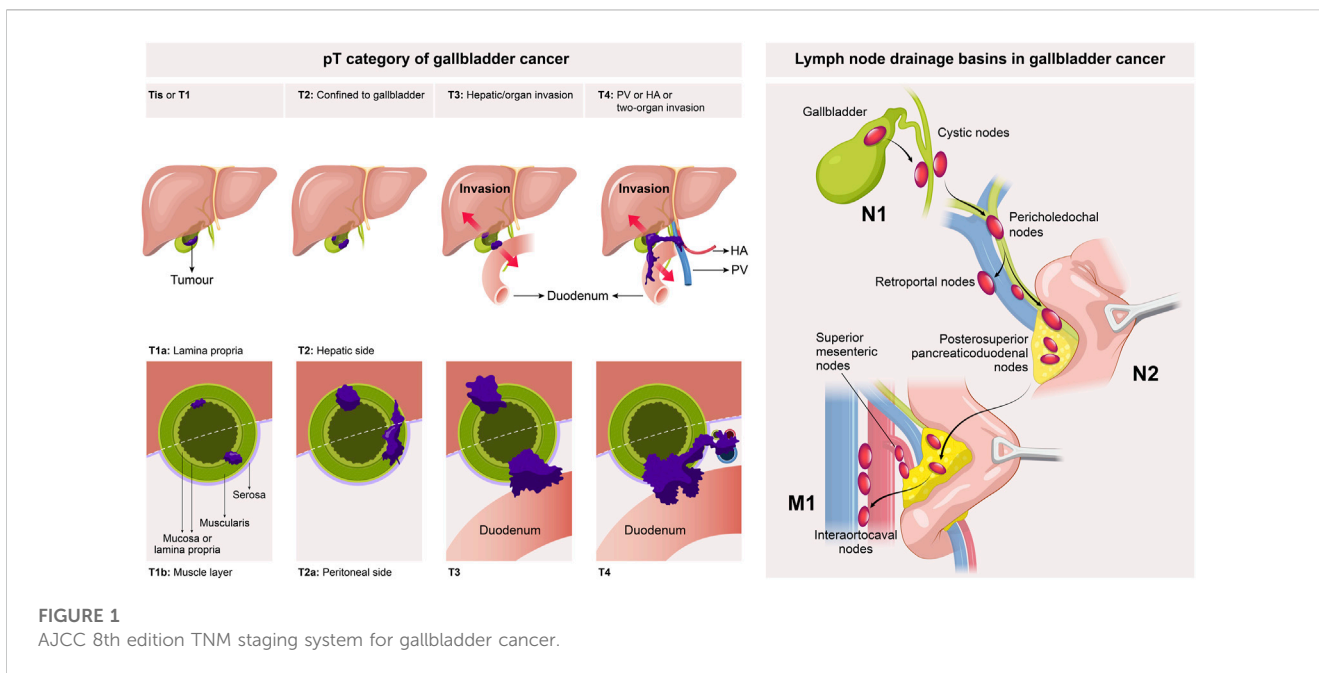 pT category of gallbladder cancer
Tis or T1
T2: Confined to gallbladder
T3: Hepatic/organ invasion
T4: PV or HA or
two-organ invasion
Tumour
Invasion
Invasion
HA
PV
Duodenum
T1a: Lamina propria
T2: Hepatic side
Serosa
Muscularis
Mucosa or
lamina propria
Duodenum
Duodenum
T1b: Muscle layer
T2a: Peritoneal side
T3
T4
Lymph node drainage basins in gallbladder cancer
Gallbladder
Cystic nodes
N1
Pericholedochal
nodes
Retroportal nodes
Superior
mesenteric
nodes
Posterosuperior
pancreaticoduodenal
nodes
N2
M1
Interaortocaval
nodes
FIGURE 1
AJCC 8th edition TNM staging system for gallbladder cancer.